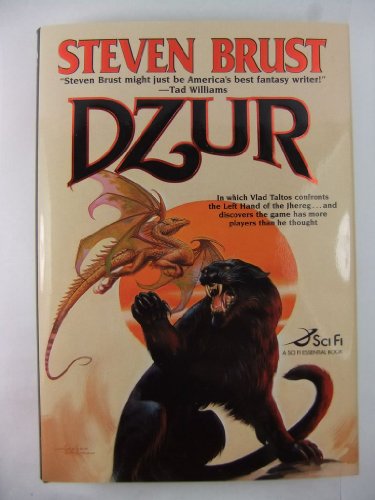 STEVEN BRUST
"Steven Brust might just be America's best fantasy writer!"
—Tad Williams
DZUR
In which Vlad Taltos confronts
the Left Hand of the Jhereg...and
discovers the game has more
players than he thought
SCI FI
A SCI FI ESSENTIAL BOOK